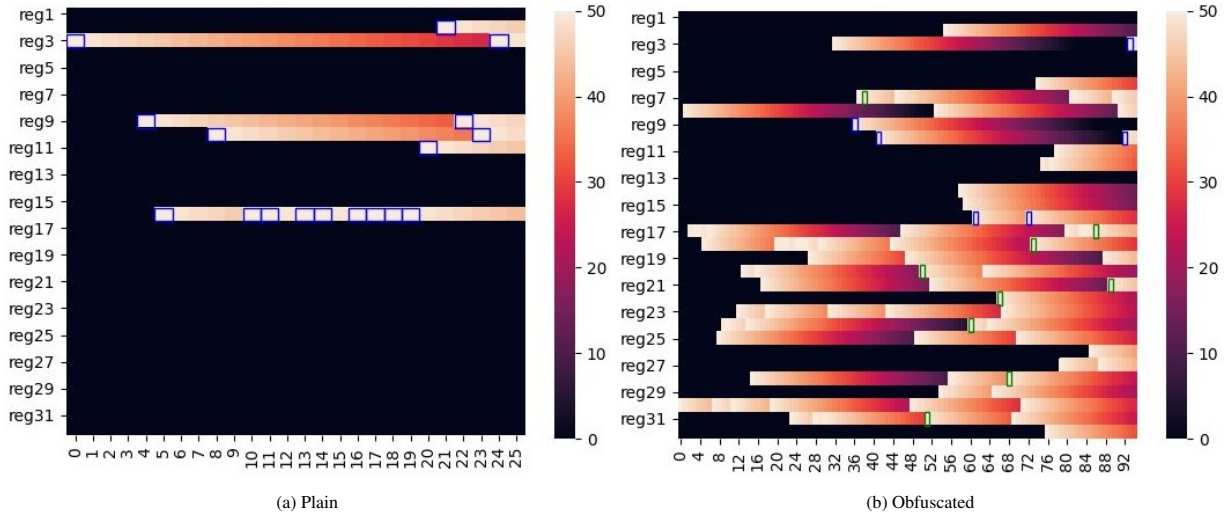 reg1
reg3
reg5
reg7
reg9
reg11
reg13
reg15
reg17
reg19
reg21
reg23
reg25
reg27
reg29
reg31
0 1 2 3 4 5 6 7 8 9 10 11 12 13 14 15 16 17 18 19 20 21 22 23 24 25
50
40
30
20
10
0
(a) Plain
reg1
reg3
reg5
reg7
reg9
reg11
reg13
reg15
reg17
reg19
reg21
reg23
reg25
reg27
reg29
reg31
0 4 8 12 16 20 24 28 32 36 40 44 48 52 56 60 64 68 72 76 80 84 88 92
50
40
30
20
10
0
(b) Obfuscated